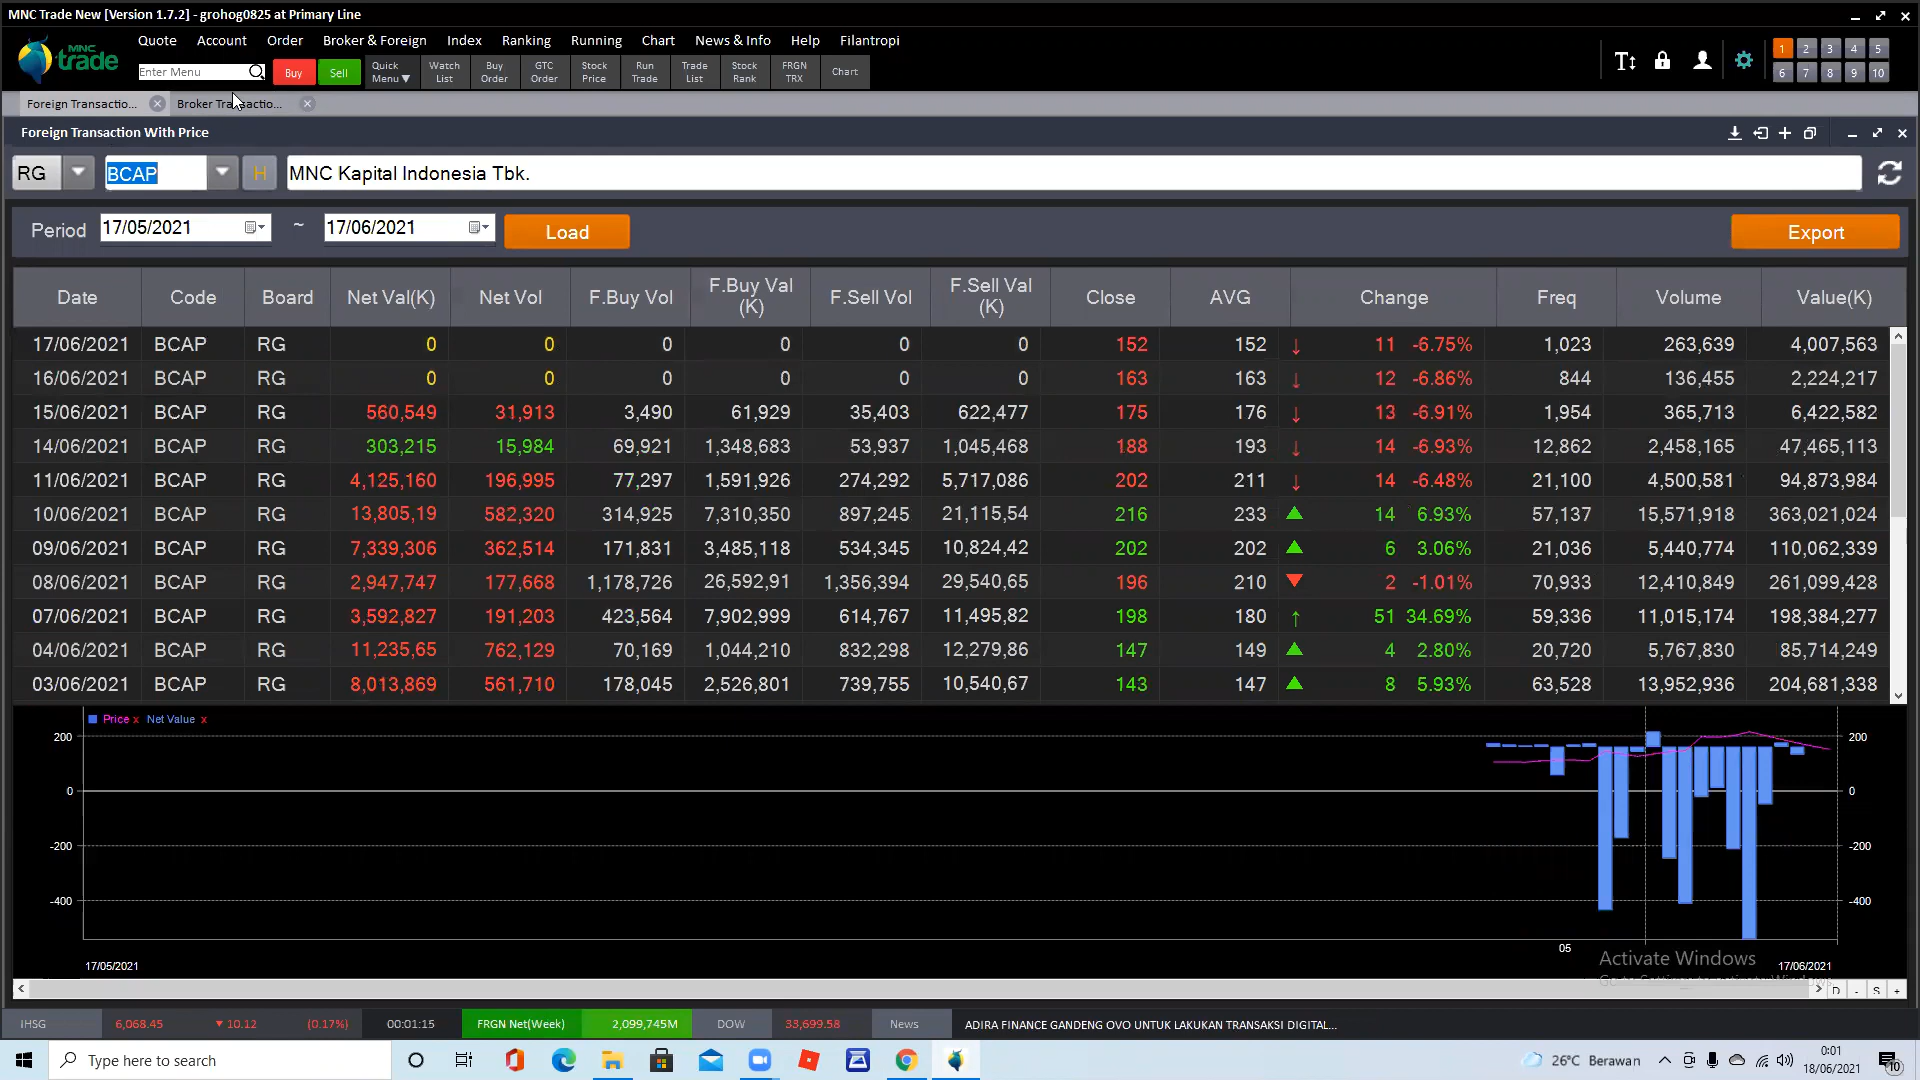 MNC Trade New [Version 1.7.2] - grohog0825 at Primary Line
MNC trade
Quote Account Order Broker & Foreign Index Ranking Running Chart News & Info Help Filantropi
Enter Menu Buy Sell Quick Menu▼ Watch List Buy Order GTC Order Stock Price Run Trade Trade List Stock Rank FRGN TRX Chart
1 2 3 4 5
6 7 8 9 10
Foreign Transactio... Broker Transactio...
Foreign Transaction With Price
RG BCAP H MNC Kapital Indonesia Tbk.
Period 17/05/2021 ~ 17/06/2021 Load Export
Date Code Board Net Val(K) Net Vol F.Buy Vol F.Buy Val (K) F.Sell Vol F.Sell Val (K) Close AVG Change Freq Volume Value(K)
17/06/2021 BCAP RG 0 0 0 0 0 0 152 152 ↓ 11 -6.75% 1,023 263,639 4,007,563
16/06/2021 BCAP RG 0 0 0 0 0 0 163 163 ↓ 12 -6.86% 844 136,455 2,224,217
15/06/2021 BCAP RG 560,549 31,913 3,490 61,929 35,403 622,477 175 176 ↓ 13 -6.91% 1,954 365,713 6,422,582
14/06/2021 BCAP RG 303,215 15,984 69,921 1,348,683 53,937 1,045,468 188 193 ↓ 14 -6.93% 12,862 2,458,165 47,465,113
11/06/2021 BCAP RG 4,125,160 196,995 77,297 1,591,926 274,292 5,717,086 202 211 ↓ 14 -6.48% 21,100 4,500,581 94,873,984
10/06/2021 BCAP RG 13,805,19 582,320 314,925 7,310,350 897,245 21,115,54 216 233 ▲ 14 6.93% 57,137 15,571,918 363,021,024
09/06/2021 BCAP RG 7,339,306 362,514 171,831 3,485,118 534,345 10,824,42 202 202 ▲ 6 3.06% 21,036 5,440,774 110,062,339
08/06/2021 BCAP RG 2,947,747 177,668 1,178,726 26,592,91 1,356,394 29,540,65 196 210 ▼ 2 -1.01% 70,933 12,410,849 261,099,428
07/06/2021 BCAP RG 3,592,827 191,203 423,564 7,902,999 614,767 11,495,82 198 180 ↑ 51 34.69% 59,336 11,015,174 198,384,277
04/06/2021 BCAP RG 11,235,65 762,129 70,169 1,044,210 832,298 12,279,86 147 149 ▲ 4 2.80% 20,720 5,767,830 85,714,249
03/06/2021 BCAP RG 8,013,869 561,710 178,045 2,526,801 739,755 10,540,67 143 147 ▲ 8 5.93% 63,528 13,952,936 204,681,338
Price x Net Value x
200 200
0 0
-200 -200
-400 -400
05
Activate Windows
17/05/2021 17/06/2021
D - S +
IHSG 6,068.45 ▼10.12 (0.17%) 00:01:15 FRGN Net(Week) 2,099,745M DOW 33,699.58 News ADIRA FINANCE GANDENG OVO UNTUK LAKUKAN TRANSAKSI DIGITAL...
Type here to search 26°C Berawan 0:01
18/06/2021 10